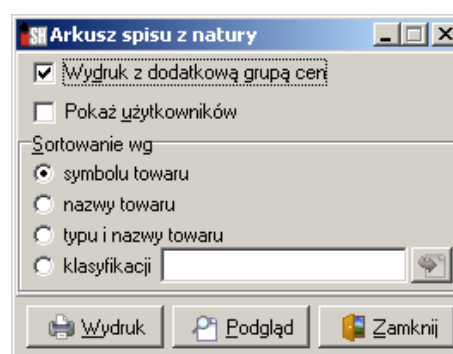 SH Arkusz spisu z natury
Wydruk z dodatkową grupą cen
Pokaż użytkowników
Sortowanie wg
symbolu towaru
nazwy towaru
typu i nazwy towaru
klasyfikacji
Wydruk Podgląd Zamknij